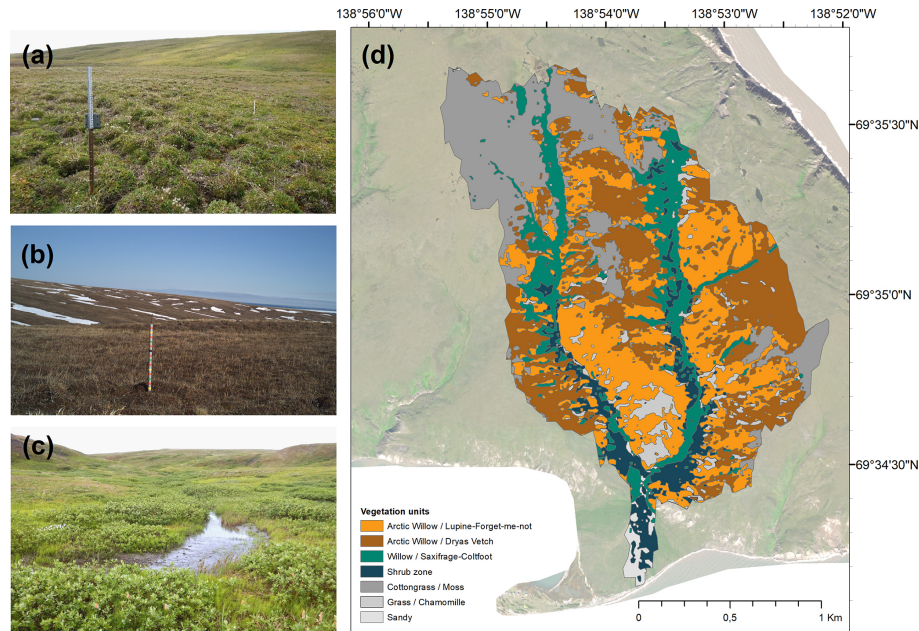 138°56'0"W 138°55'0"W 138°54'0"W 138°53'0"W 138°52'0"W
(a)
(d)
69°35'30"N
(b)
69°35'0"N
(c)
69°34'30"N
Vegetation units
Arctic Willow / Lupine-Forget-me-not
Arctic Willow / Dryas Vetch
Willow / Saxifrage-Coltfoot
Shrub zone
Cottongrass / Moss
Grass / Chamomille
Sandy
0 0,5 1 Km